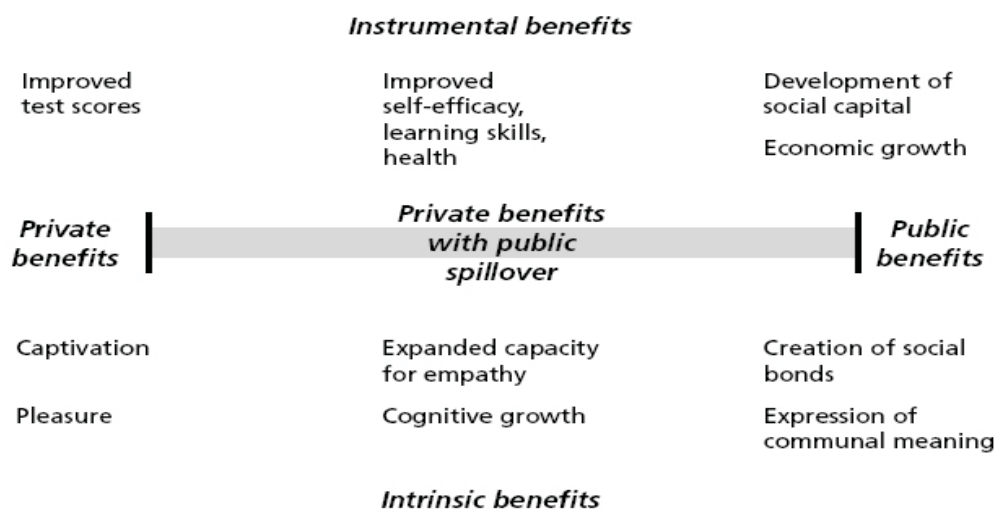 Instrumental benefits
Improved
test scores
Improved
self-efficacy,
learning skills,
health
Development of
social capital
Economic growth
Private
benefits
Private benefits
with public
spillover
Public
benefits
Captivation
Pleasure
Expanded capacity
for empathy
Cognitive growth
Creation of social
bonds
Expression of
communal meaning
Intrinsic benefits